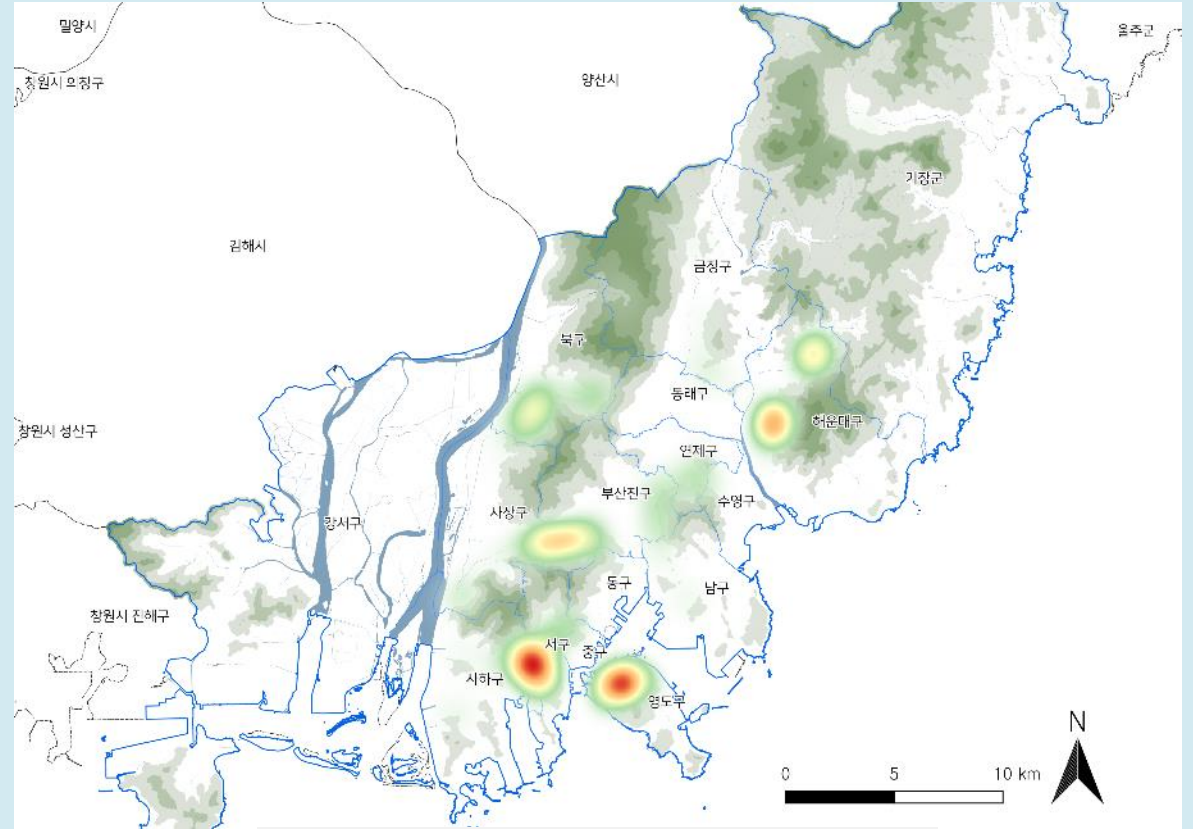 밀양시
울주군
창원시 의창구
양산시
기장군
김해시
금정구
북구
동래구
해운대구
창원시 성산구
연제구
부산진구
수영구
사상구
강서구
동구
남구
창원시 진해구
서구
중구
사하구
영도구
N
0 5 10 km